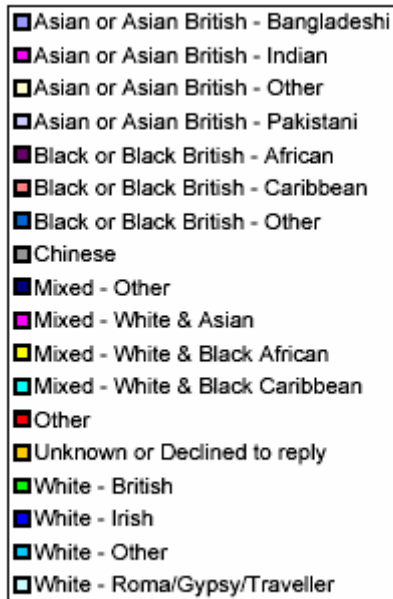 Asian or Asian British - Bangladeshi
Asian or Asian British - Indian
Asian or Asian British - Other
Asian or Asian British - Pakistani
Black or Black British - African
Black or Black British - Caribbean
Black or Black British - Other
Chinese
Mixed - Other
Mixed - White & Asian
Mixed - White & Black African
Mixed - White & Black Caribbean
Other
Unknown or Declined to reply
White - British
White - Irish
White - Other
White - Roma/Gypsy/Traveller